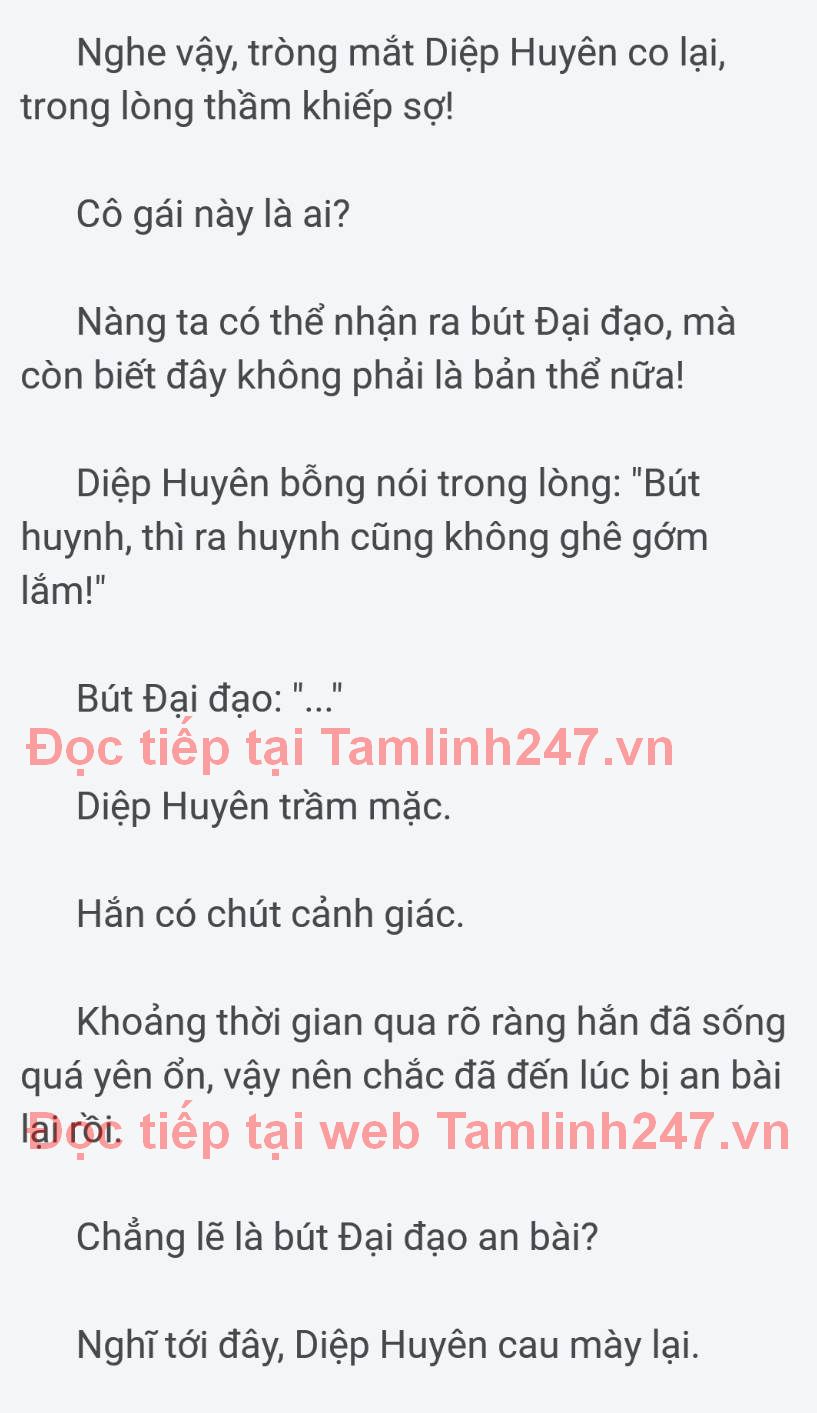 Nghe vậy, tròng mắt Diệp Huyên co lại,
trong lòng thầm khiếp sợ!
Cô gái này là ai?
Nàng ta có thể nhận ra bút Đại đạo, mà
còn biết đây không phải là bản thể nữa!
Diệp Huyên bỗng nói trong lòng: "Bút
huynh, thì ra huynh cũng không ghê gớm
lắm!"
Bút Đại đạo: "..."
Đọc tiếp tại Tamlinh247.vn
Diệp Huyên trầm mặc.
Hắn có chút cảnh giác.
Khoảng thời gian qua rõ ràng hắn đã sống
quá yên ổn, vậy nên chắc đã đến lúc bị an bài
lại rồi.
Đọc tiếp tại web Tamlinh247.vn
Chẳng lẽ là bút Đại đạo an bài?
Nghĩ tới đây, Diệp Huyên cau mày lại.